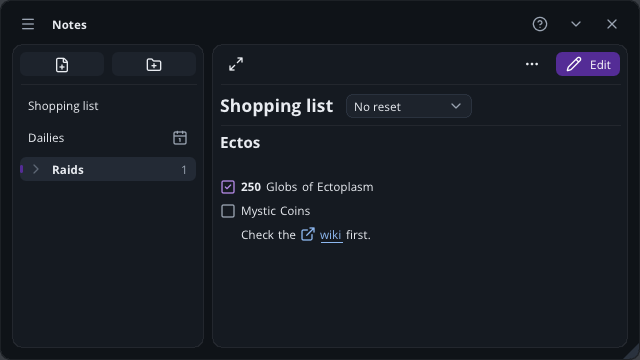 Notes
Edit
Shopping list
Dailies
Raids 1
Shopping list No reset
Ectos
250 Globs of Ectoplasm
Mystic Coins
Check the wiki first.